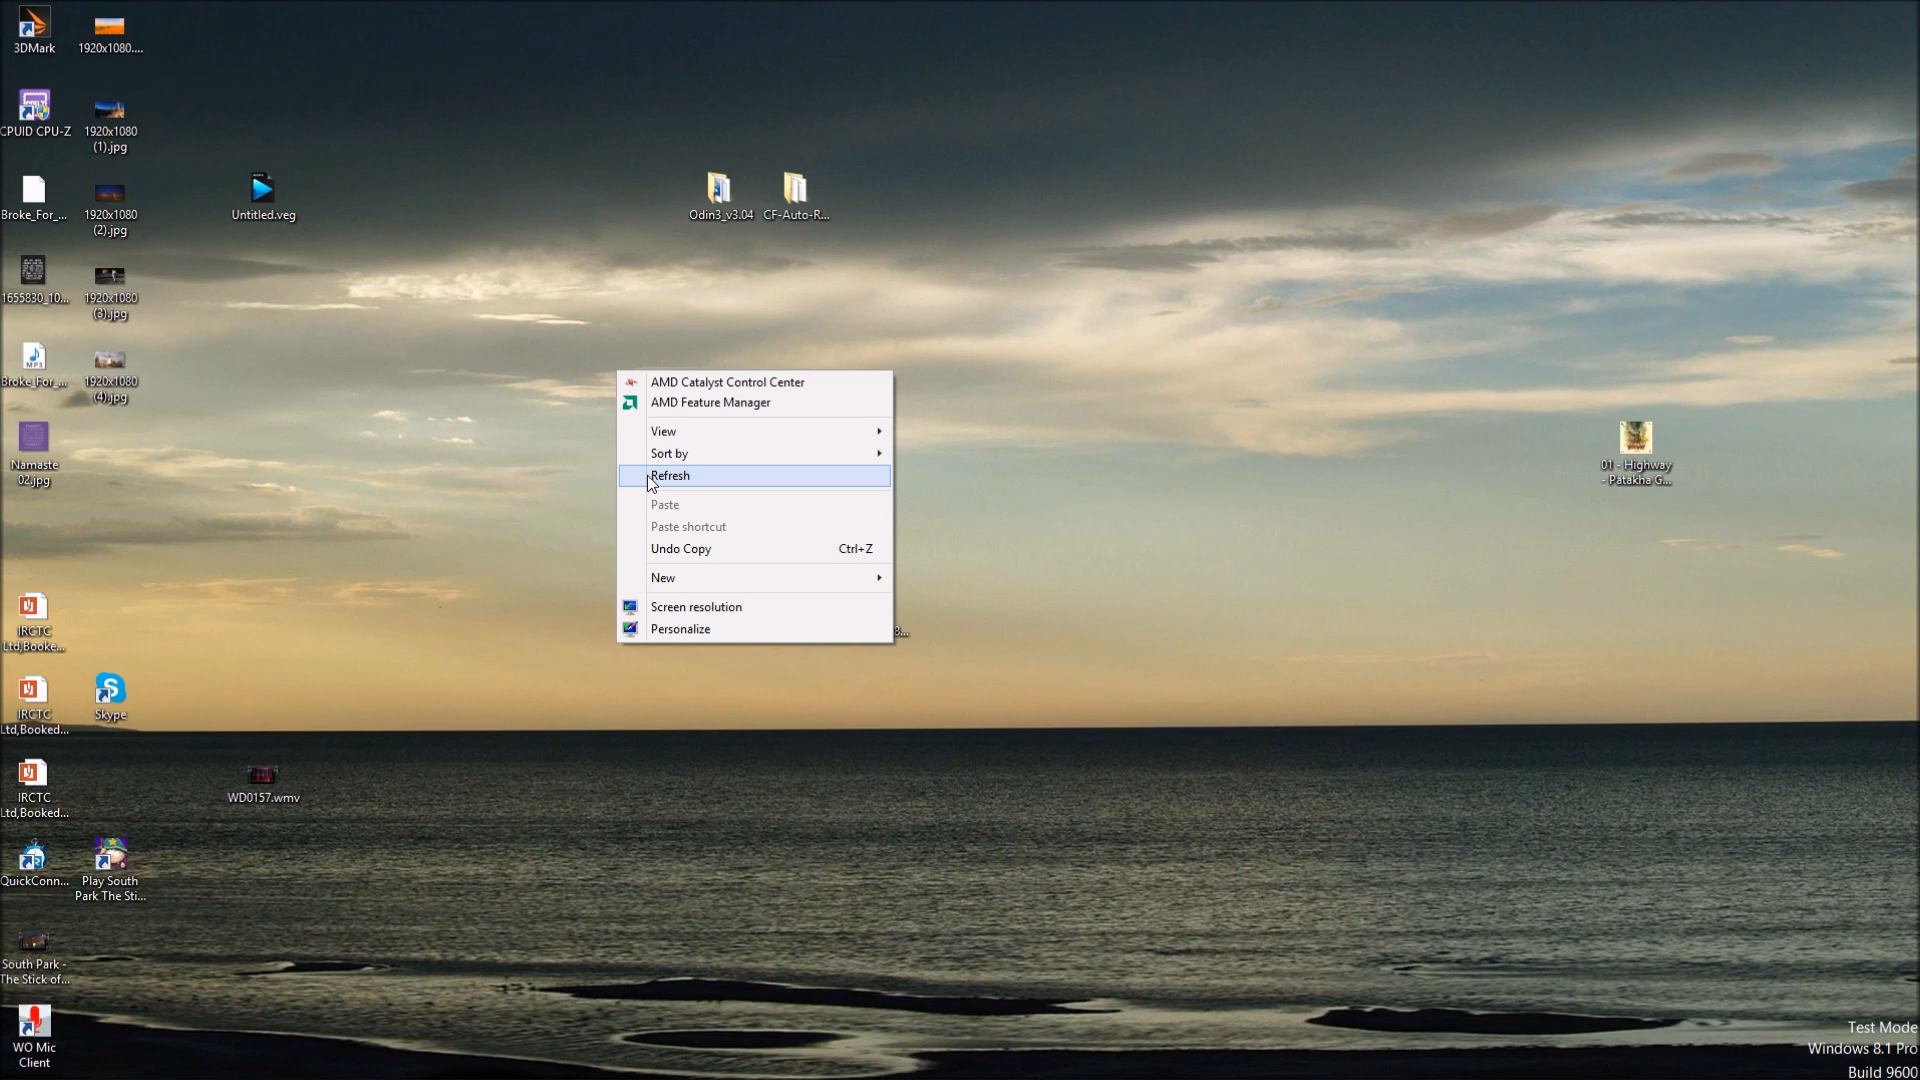 3DMark
1920x1080....
CPUID CPU-Z
1920x1080
(1).jpg
Broke_For_...
1920x1080
(2).jpg
Untitled.veg
Odin3_v3.04
CF-Auto-R...
1655830_10...
1920x1080
(3).jpg
Broke_For_...
1920x1080
(4).jpg
Namaste
02.jpg
01 - Highway
- Patakha G...
AMD Catalyst Control Center
AMD Feature Manager
View
Sort by
Refresh
Paste
Paste shortcut
Undo Copy Ctrl+Z
New
Screen resolution
Personalize
IRCTC
Ltd,Booke...
IRCTC
Ltd,Booked...
Skype
IRCTC
Ltd,Booked...
WD0157.wmv
QuickConn...
Play South
Park The Sti...
South Park -
The Stick of...
WO Mic
Client
Test Mode
Windows 8.1 Pro
Build 9600